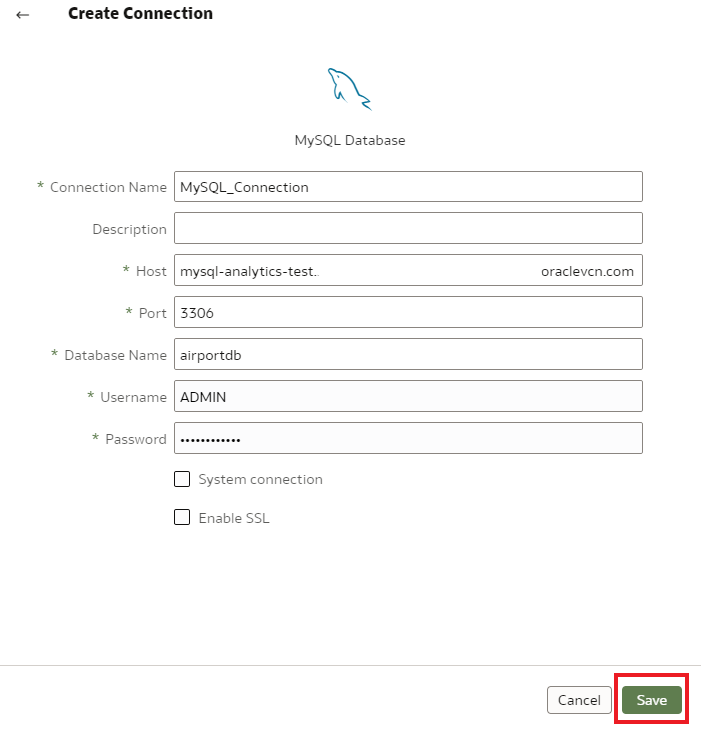 ← Create Connection
MySQL Database
* Connection Name MySQL_Connection
Description
* Host mysql-analytics-test. oraclevcn.com
* Port 3306
* Database Name airportdb
* Username ADMIN
* Password ••••••••••••
System connection
Enable SSL
Cancel Save